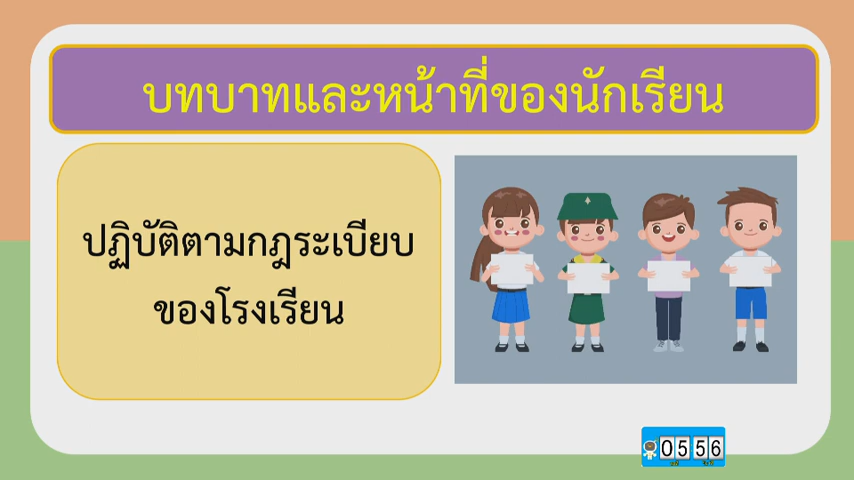 บทบาทและหน้าที่ของนักเรียน
ปฏิบัติตามกฎระเบียบ
ของโรงเรียน
05 56